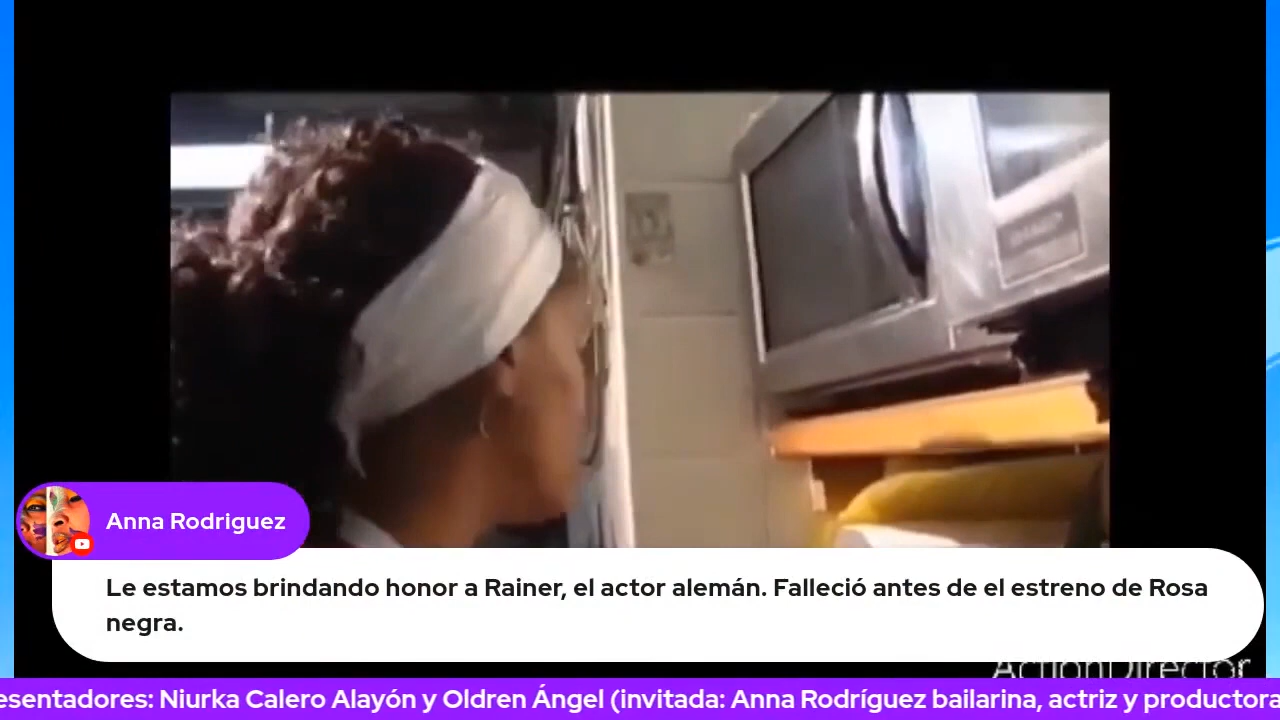 Anna Rodriguez
Le estamos brindando honor a Rainer, el actor alemán. Falleció antes de el estreno de Rosa
negra.
ActionDirector
esentadores: Niurka Calero Alayón y Oldren Ángel (invitada: Anna Rodríguez bailarina, actriz y productora